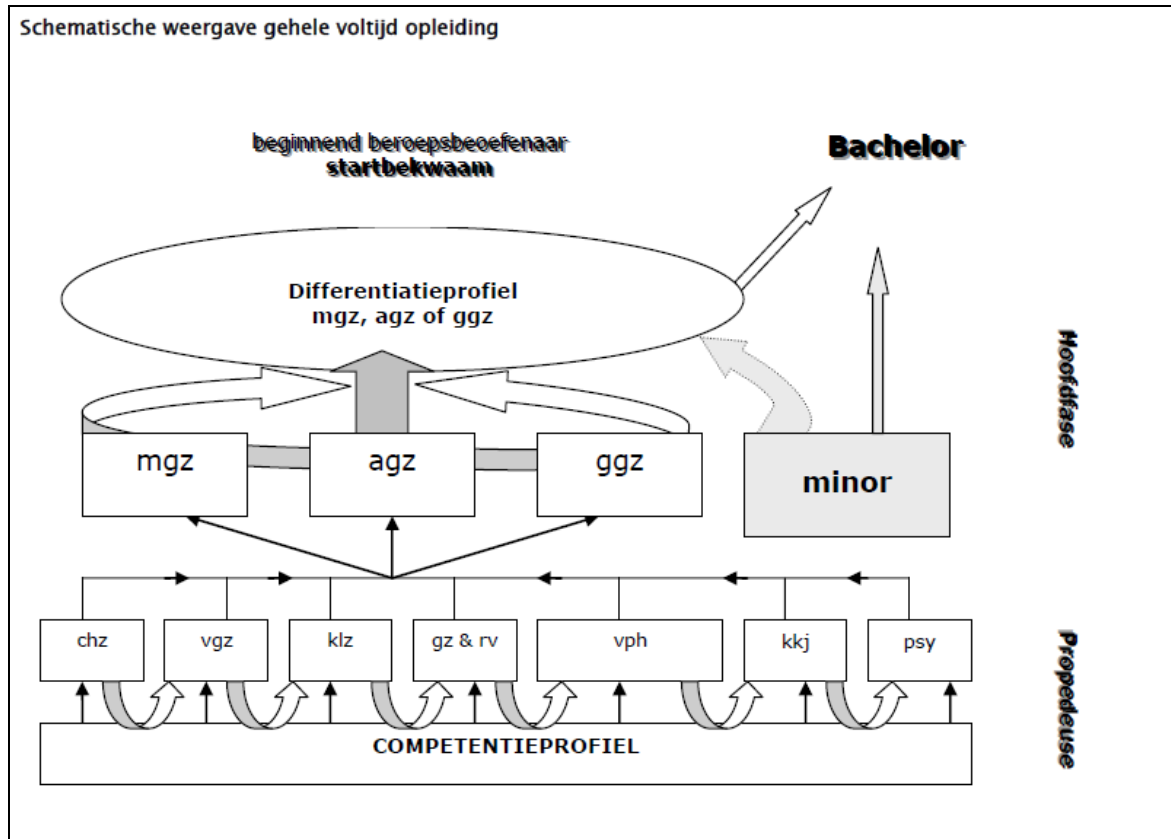 Schematische weergave gehele voltijd opleiding
beginnend beroepsbeoefenaar
startbekwaam
Bachelor
Differentiatieprofiel
mgz, agz of ggz
Hoofdfase
mgz
agz
ggz
minor
chz
vgz
klz
gz & rv
vph
kkj
psy
Propedeuse
COMPETENTIEPROFIEL